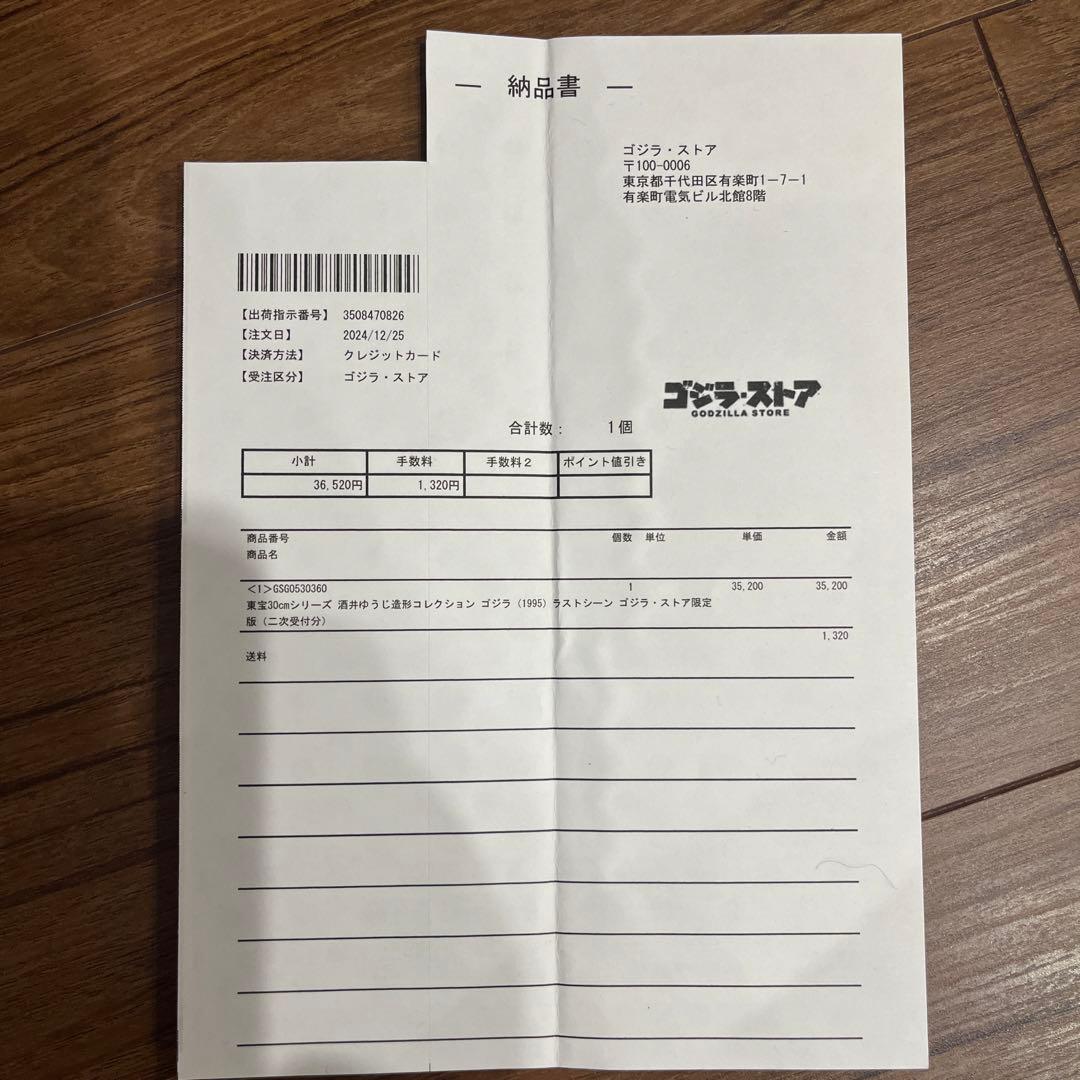 ― 納品書 ―
ゴジラ・ストア
〒100-0006
東京都千代田区有楽町1−7−1
有楽町電気ビル北館8階
【出荷指示番号】 3508470826
【注文日】 2024/12/25
【決済方法】 クレジットカード
【受注区分】 ゴジラ・ストア
ゴジラ・ストア
GODZILLA STORE
合計数: 1個
小計 手数料 手数料2 ポイント値引き
36,520円 1,320円
商品番号 個数 単位 単価 金額
商品名
<1>GSG0530360 1 35,200 35,200
東宝30cmシリーズ 酒井ゆうじ造形コレクション ゴジラ(1995) ラストシーン ゴジラ・ストア限定
版(二次受付分)
1,320
送料